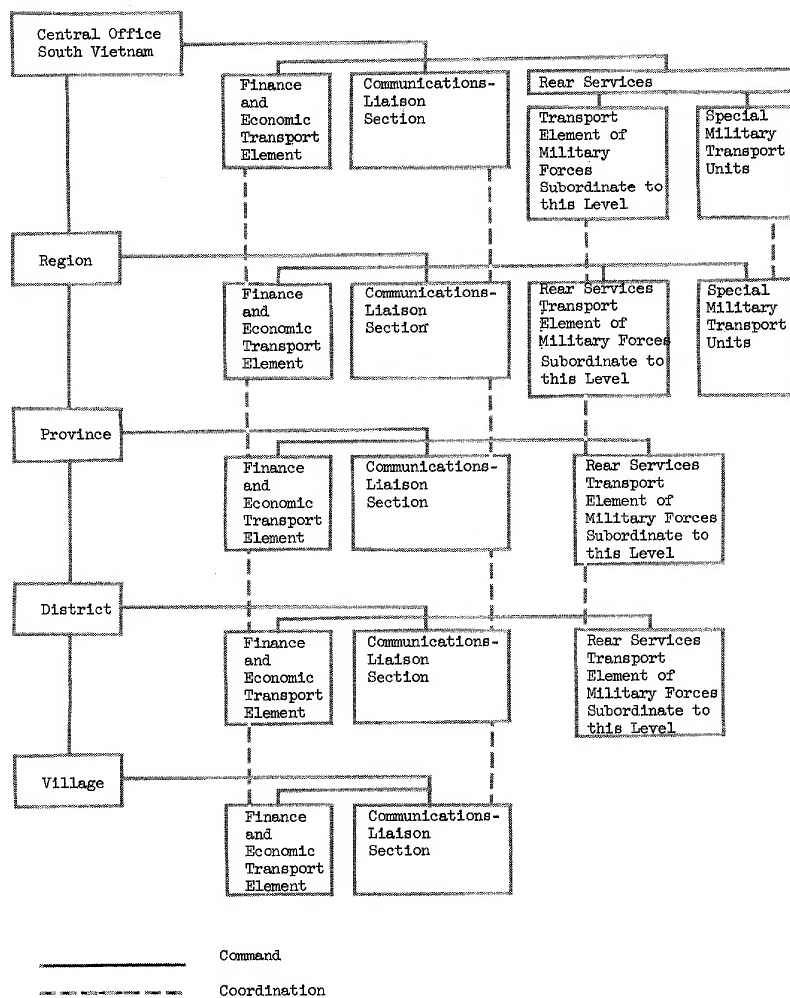 Central Office
South Vietnam
Finance
and
Economic
Transport
Element
Communications-
Liaison
Section
Rear Services
Transport
Element of
Military
Forces
Subordinate to
this Level
Special
Military
Transport
Units
Region
Finance
and
Economic
Transport
Element
Communications-
Liaison
Section
Rear Services
Transport
Element of
Military Forces
Subordinate to
this Level
Special
Military
Transport
Units
Province
Finance
and
Economic
Transport
Element
Communications-
Liaison
Section
Rear Services
Transport
Element of
Military Forces
Subordinate to
this Level
District
Finance
and
Economic
Transport
Element
Communications-
Liaison
Section
Rear Services
Transport
Element of
Military Forces
Subordinate to
this Level
Village
Finance
and
Economic
Transport
Element
Communications-
Liaison
Section
Command
Coordination